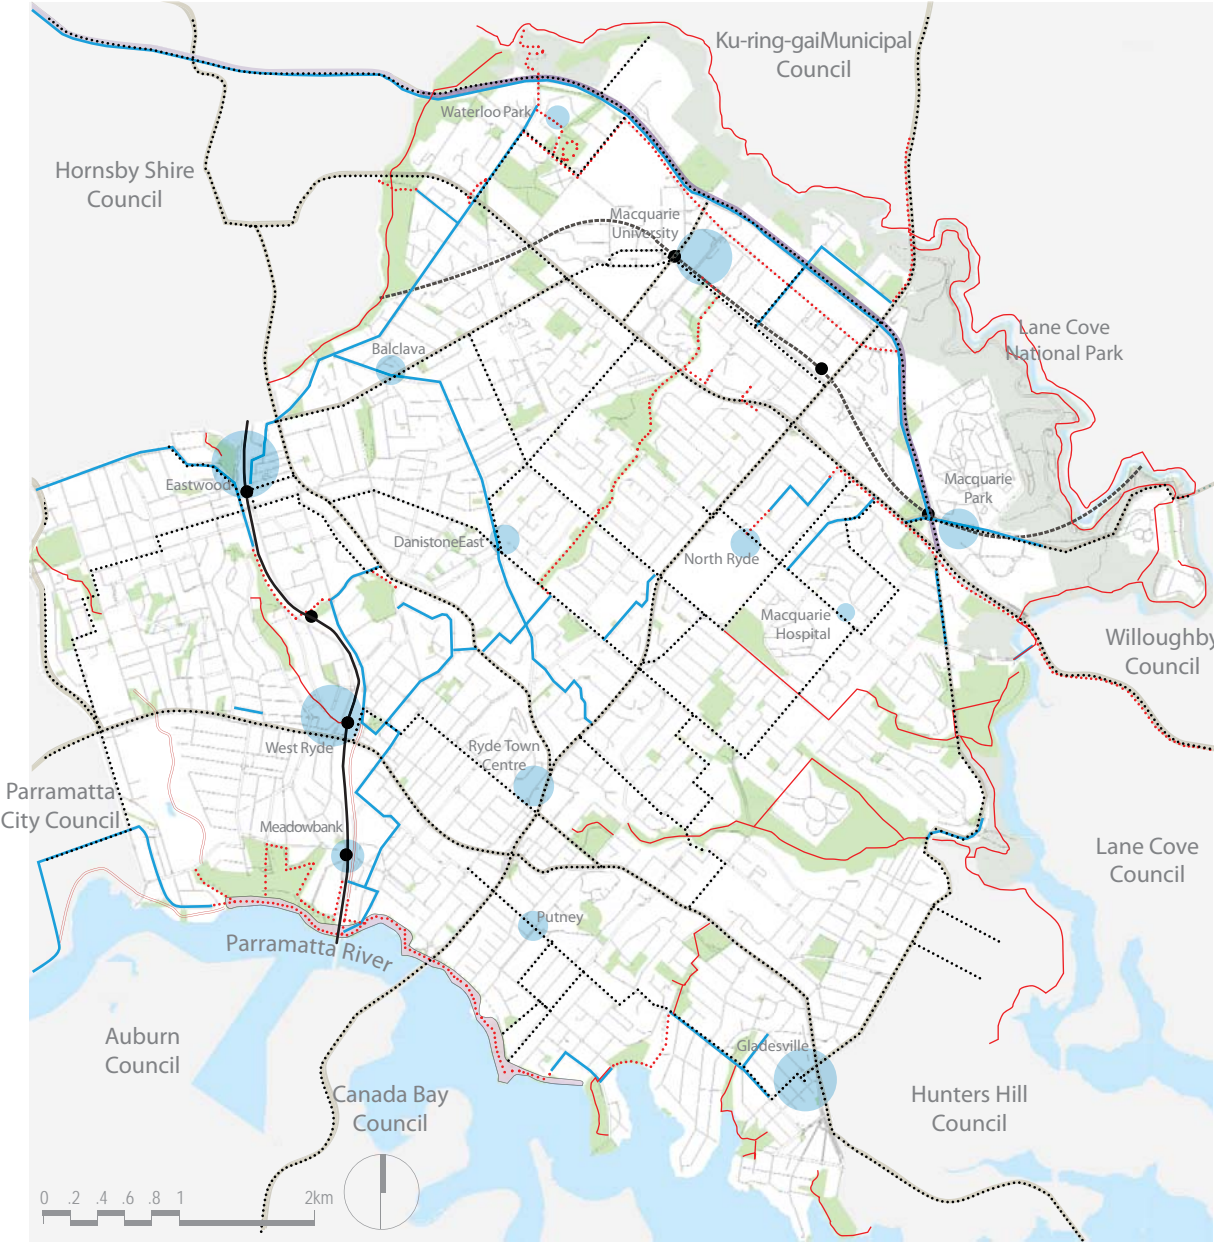 Ku-ring-gaiMunicipal
Council
Waterloo Park
Hornsby Shire
Council
Macquarie
University
Lane Cove
National Park
Balclava
Eastwood
Macquarie
Park
DanistoneEast
North Ryde
Macquarie
Hospital
Willoughby
Council
West Ryde
Ryde Town
Centre
Parramatta
City Council
Meadowbank
Lane Cove
Council
Putney
Parramatta River
Auburn
Council
Gladesville
Canada Bay
Council
Hunters Hill
Council
0 .2 .4 .6 .8 1 2km